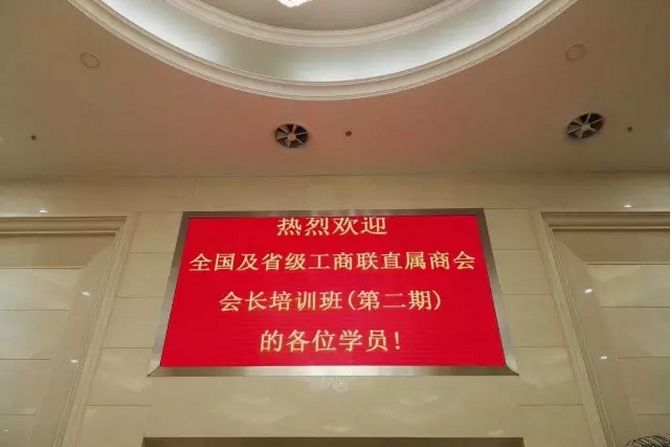 热烈欢迎
全国及省级工商联直属商会
会长培训班(第二期)
的各位学员!